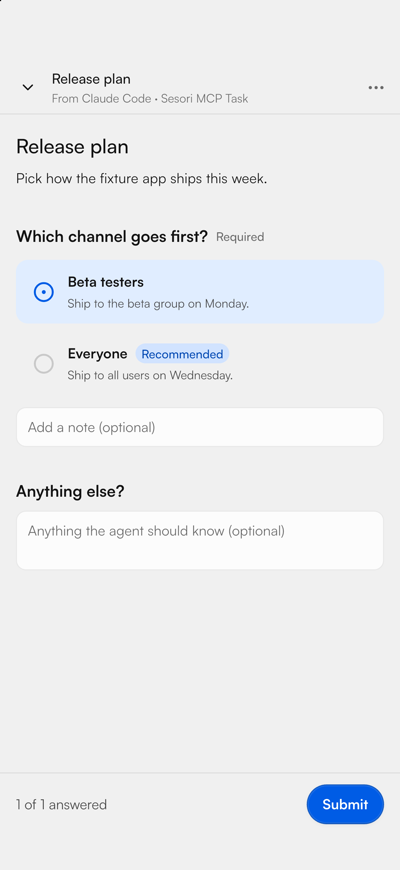 Release plan
From Claude Code • Sesori MCP Task
Release plan
Pick how the fixture app ships this week.
Which channel goes first? Required
Beta testers
Ship to the beta group on Monday.
Everyone Recommended
Ship to all users on Wednesday.
Add a note (optional)
Anything else?
Anything the agent should know (optional)
1 of 1 answered
Submit